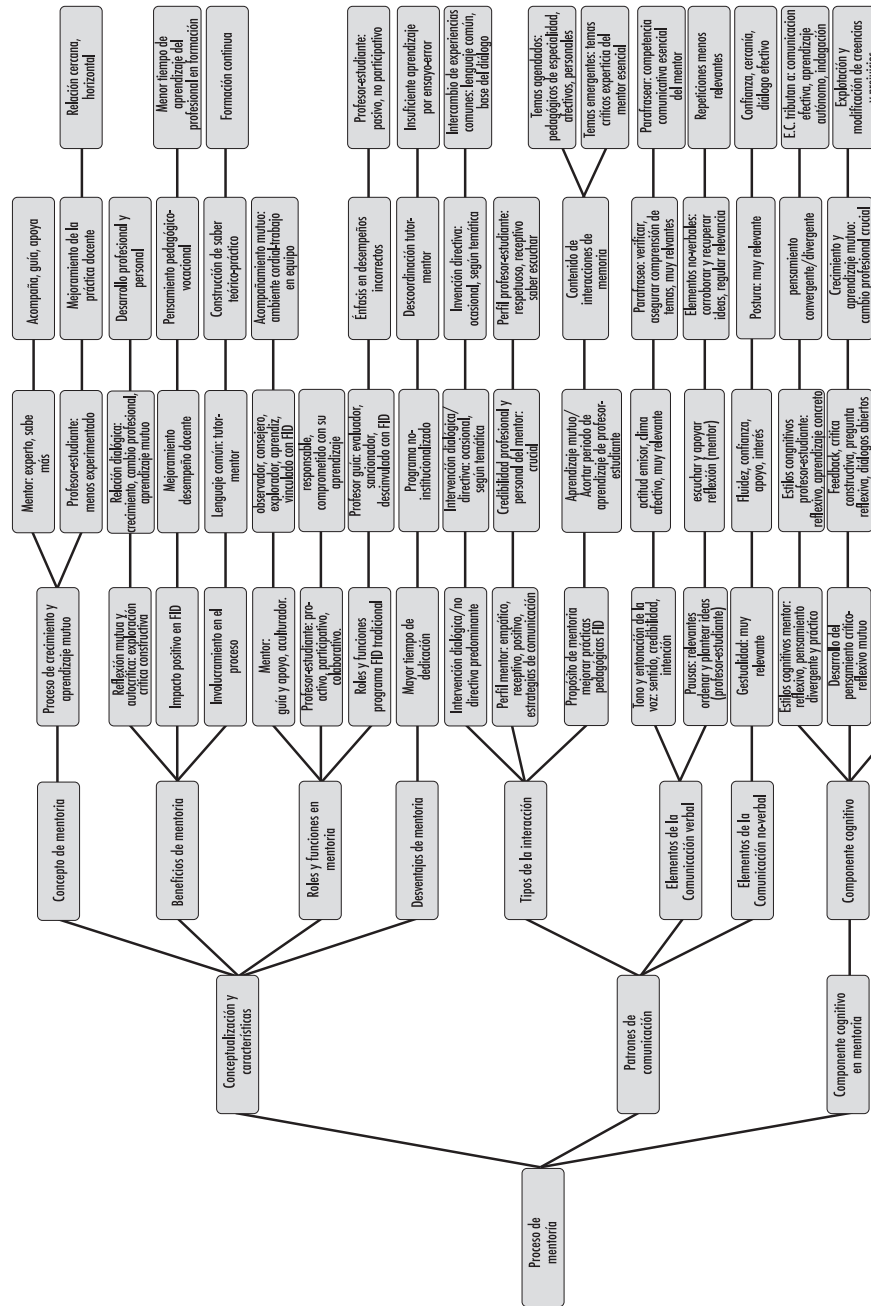 Proceso de
mentoría
Conceptualización y
características
Patrones de
comunicación
Componente cognitivo
en mentoría
Concepto de mentoría
Beneficios de mentoría
Roles y funciones en
mentoría
Desventajas de mentoría
Tipos de la interacción
Elementos de la
Comunicación verbal
Elementos de la
Comunicación no-verbal
Componente cognitivo
Proceso de crecimiento y
aprendizaje mutuo
Reflexión mutua y
autocrítica: exploración
crítica constructiva
Impacto positivo en FID
Involucramiento en el
proceso
Mentor:
guía y apoyo, aculturador.
Profesor-estudiante: pro-
activo, participativo,
colaborativo.
Roles y funciones
programa FID tradicional
Mayor tiempo de
dedicación
Intervención dialógica/no
directiva predominante
Perfil mentor: empático,
receptivo, positivo,
estrategias de comunicación
Propósito de mentoría
mejorar prácticas
pedagógicas FID
Tono y entonación de la
voz: sentido, credibilidad,
intención
Pausas: relevantes
ordenar y plantear ideas
(profesor-estudiante)
Gestualidad: muy
relevante
Estilos cognitivos mentor:
reflexivo, pensamiento
divergente y práctico
Desarrollo del
pensamiento crítico-
reflexivo mutuo
Mentor: experto, sabe
más
Profesor-estudiante:
menos experimentado
Relación dialógica:
crecimiento, cambio profesional,
aprendizaje mutuo
Mejoramiento
desempeño docente
Lenguaje común: tutor-
mentor
observador, consejero,
explorador, aprendiz,
vinculado con FID
responsable,
comprometido con su
aprendizaje
Profesor guía: evaluador,
sancionador,
descinvulado con FID
Programa no-
institucionalizado
Intervención dialógica/
directiva: ocasional,
según temática
Credibilidad profesional y
personal del mentor:
crucial
Aprendizaje mutuo/
Acortar periodo de
aprendizaje de profesor-
estudiante
actitud emisor, clima
afectivo, muy relevante
escuchar y apoyar
reflexión (mentor)
Fluidez, confianza,
apoyo, interés
Estilos congnitivos
profesor-estudiante:
reflexivo, aprendizaje concreto
Feedback, crítica
constructiva, pregunta
reflexiva, diálogos abiertos
Acompaña, guía, apoya
Mejoramiento de la
práctica docente
Desarrollo profesional y
personal
Pensamiento pedagógico-
vocacional
Construcción de saber
teórico-práctico
Acompañamiento mutuo:
ambiente cordial-trabajo
en equipo
Énfasis en desempeños
incorrectos
Descoordinación tutor-
mentor
Invención directiva:
ocasional, según temática
Perfil profesor-estudiante:
respetuoso, receptivo
saber escuchar
Contenido de
interacciones de
memoria
Parafraseo: verificar,
asegurar comprensión de
temas, muy relvantes
Elementos no-verbales:
corroborar y recuperar
ideas, regular relevancia
Postura: muy relevante
pensamiento
convergente/divergente
Crecimiento y
aprendizaje mutuo:
cambio profesional crucial
Relación cercana,
horizontal
Menor tiempo de
aprendizaje del
profesional en formación
Formación continua
Profesor-estudiante:
pasivo, no participativo
Insuficiente aprendizaje
por ensayo-error
Intercambio de experiencias
comunes: lenguaje común,
base del diálogo
Temas agendados:
pedagógicos de especialidad,
afectivos, personales
Temas emergentes: temas
críticos experticia del
mentor esencial
Parafrasear: competencia
comunicativa esencial
del mentor
Repeticiones menos
relevantes
Confianza, cercanía,
diálogo efectivo
E.C. tributan a: comunicación
efectiva, aprendizaje
autónomo, indagación
Explotación y
modificación de creencias